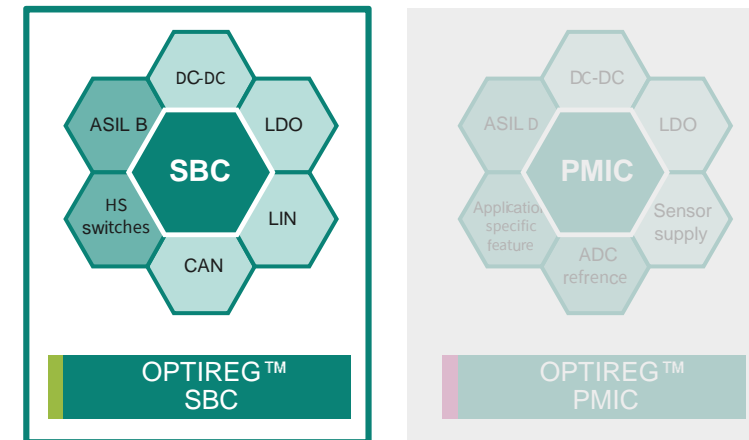 DC-DC
ASIL B
LDO
SBC
HS
switches
LIN
CAN
OPTIREG™
SBC
DC-DC
ASIL D
LDO
PMIC
Application
specific
feature
Sensor
supply
ADC
refrence
OPTIREG™
PMIC